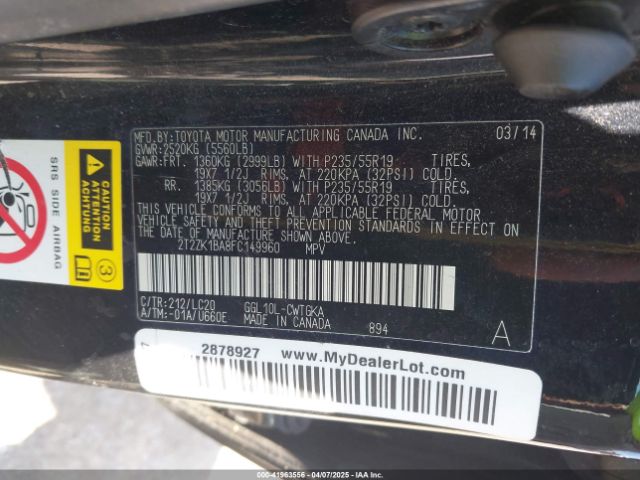 MFD.BY:TOYOTA MOTOR MANUFACTURING CANADA INC. 03/14
GVWR:2520KG (5560LB)
GAWR:FRT. 1360KG (2999LB) WITH P235/55R19 TIRES,
19X7 1/2J RIMS, AT 220KPA (32PSI) COLD.
RR. 1385KG (3056LB) WITH P235/55R19 TIRES,
19X7 1/2J RIMS, AT 220KPA (32PSI) COLD.
THIS VEHICLE CONFORMS TO ALL APPLICABLE FEDERAL MOTOR
VEHICLE SAFETY AND THEFT PREVENTION STANDARDS IN EFFECT ON
THE DATE OF MANUFACTURE SHOWN ABOVE.
2T2ZK1BA8FC149960 MPV
C/TR:212/LC20 GGL10L-CWTGKA
A/TM:-01A/U660E MADE IN CANADA 894 A
SRS SIDE AIRBAG
3
2878927 www.MyDealerLot.com
000-41963556 - 04/07/2025 - IAA Inc.